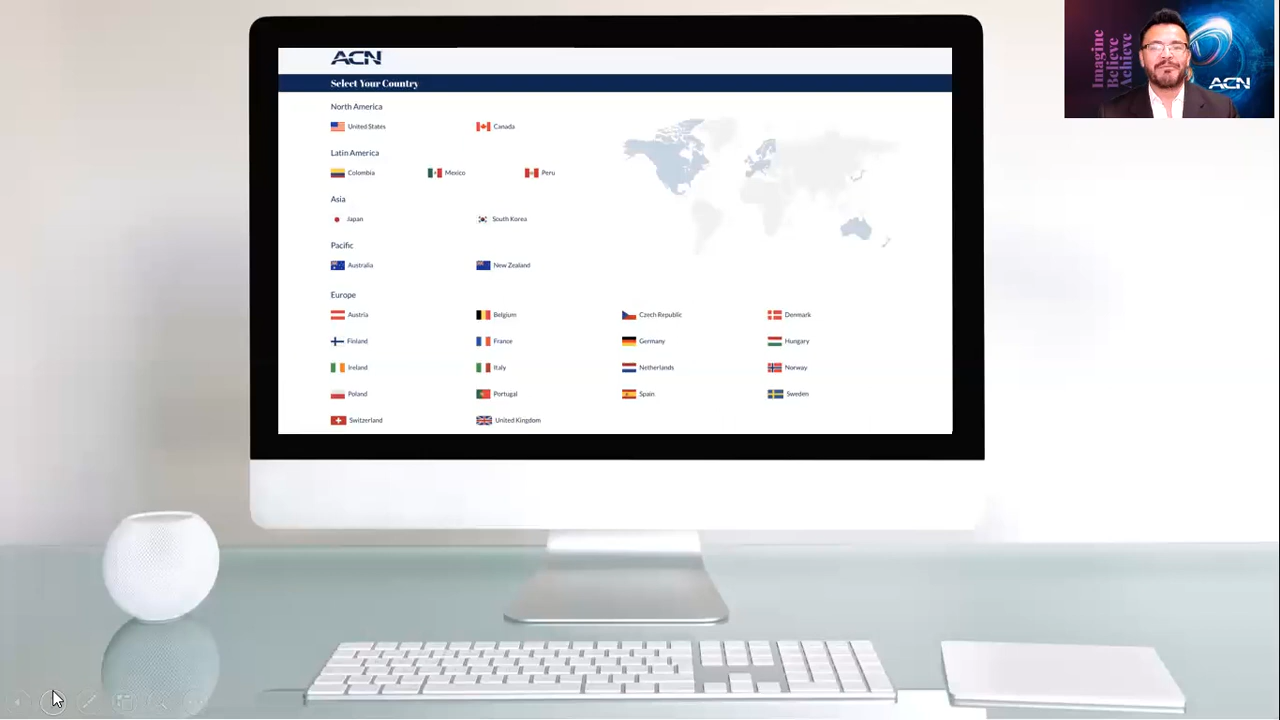 ACN
Select Your Country
North America
United States
Canada
Latin America
Colombia
Mexico
Peru
Asia
Japan
South Korea
Pacific
Australia
New Zealand
Europe
Austria
Belgium
Czech Republic
Denmark
Finland
France
Germany
Hungary
Ireland
Italy
Netherlands
Norway
Poland
Portugal
Spain
Sweden
Switzerland
United Kingdom
Imagine
Believe
Achieve
ACN